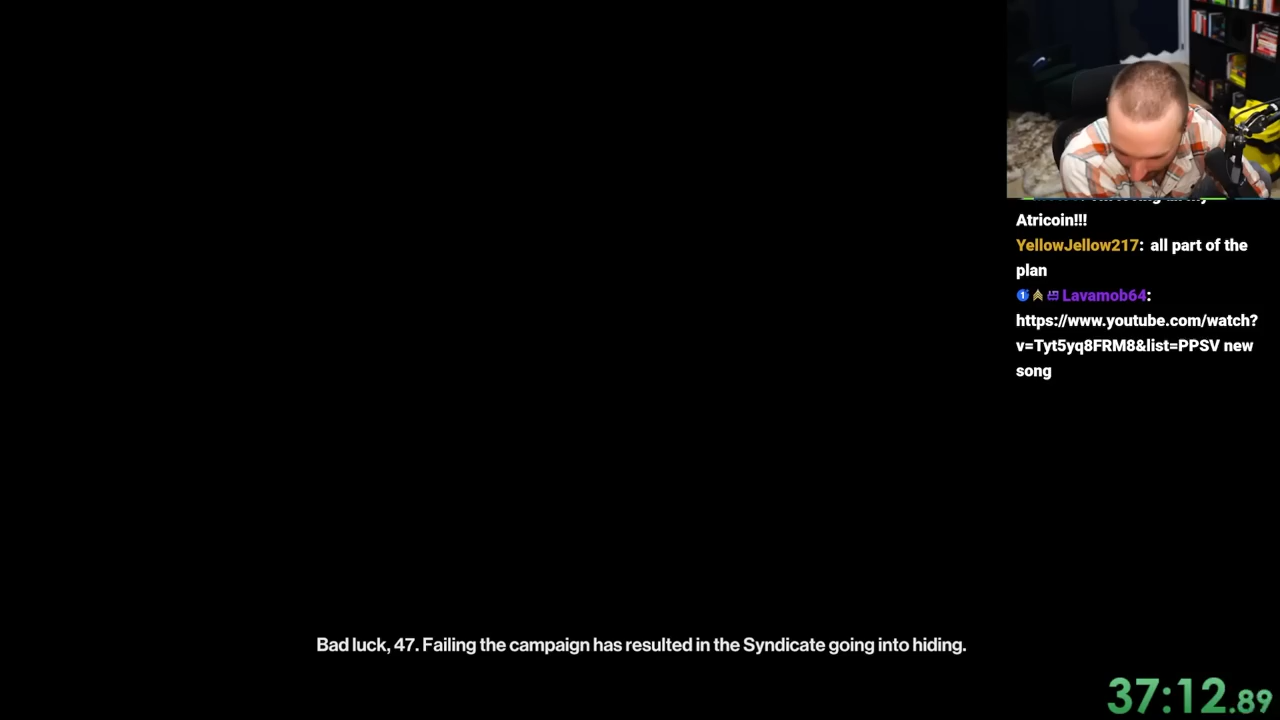 Atricoin!!!
YellowJellow217: all part of the
plan
Lavamob64:
https://www.youtube.com/watch?
v=Tyt5yq8FRM8&list=PPSV new
song
Bad luck, 47. Failing the campaign has resulted in the Syndicate going into hiding.
37:12.89